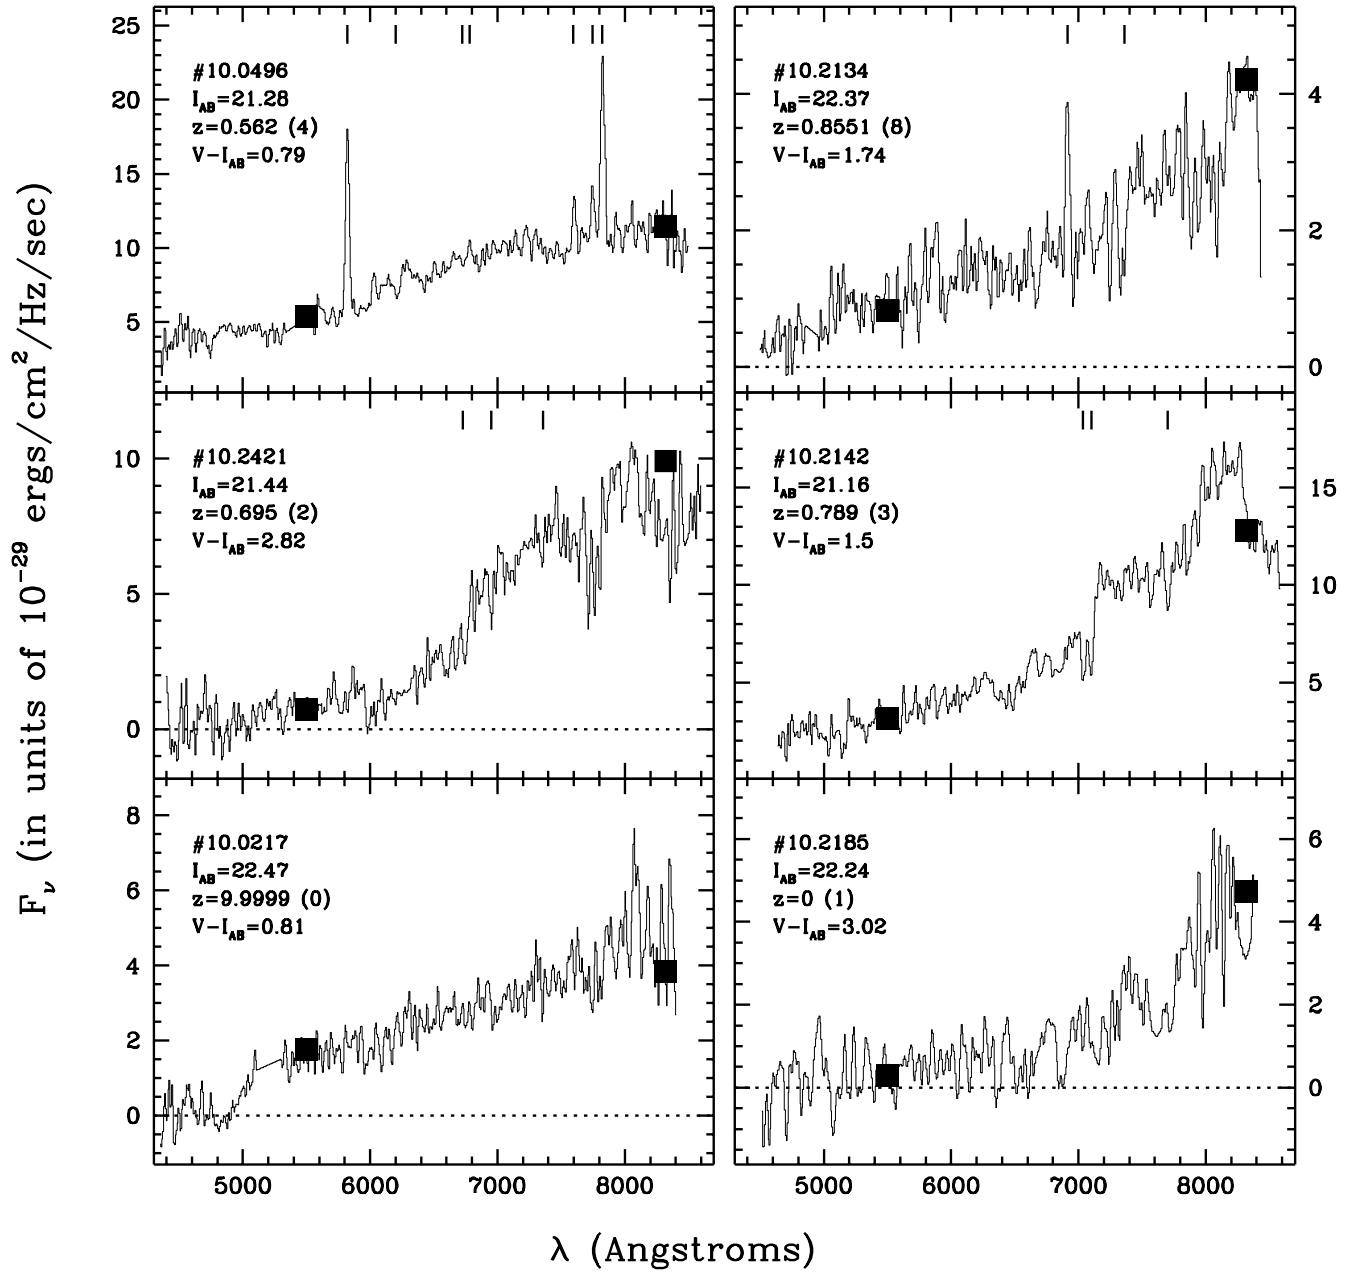 25
20
15
10
5
#10.0496
I_AB=21.28
z=0.562 (4)
V-I_AB=0.79
#10.2134
I_AB=22.37
z=0.8551 (8)
V-I_AB=1.74
4
2
0
10
5
0
#10.2421
I_AB=21.44
z=0.695 (2)
V-I_AB=2.82
#10.2142
I_AB=21.16
z=0.789 (3)
V-I_AB=1.5
15
10
5
8
6
4
2
0
#10.0217
I_AB=22.47
z=9.9999 (0)
V-I_AB=0.81
#10.2185
I_AB=22.24
z=0 (1)
V-I_AB=3.02
6
4
2
0
5000 6000 7000 8000
5000 6000 7000 8000
F_ν (in units of 10^-29 ergs/cm^2/Hz/sec)
λ (Angstroms)